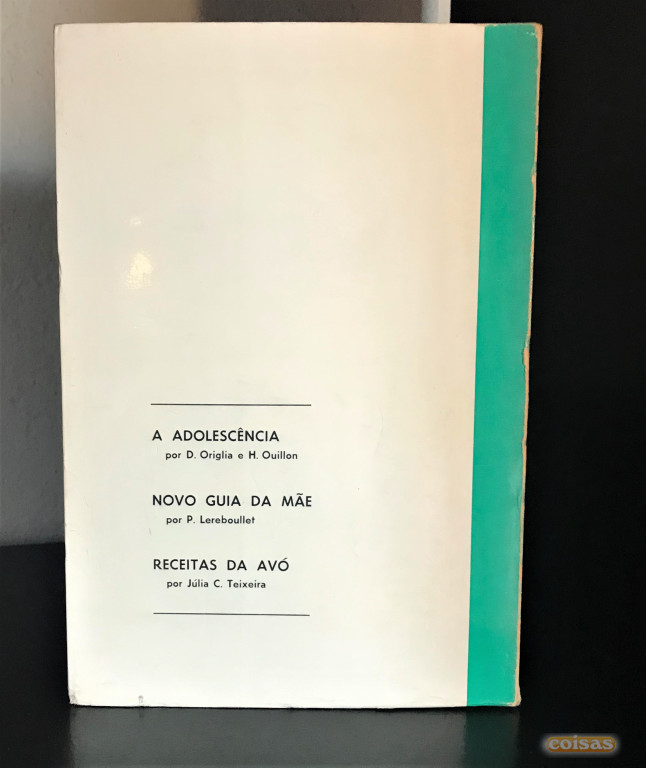 A ADOLESCÊNCIA
por D. Origlia e H. Ouillon
NOVO GUIA DA MÃE
por P. Lereboullet
RECEITAS DA AVÓ
por Júlia C. Teixeira
coisas